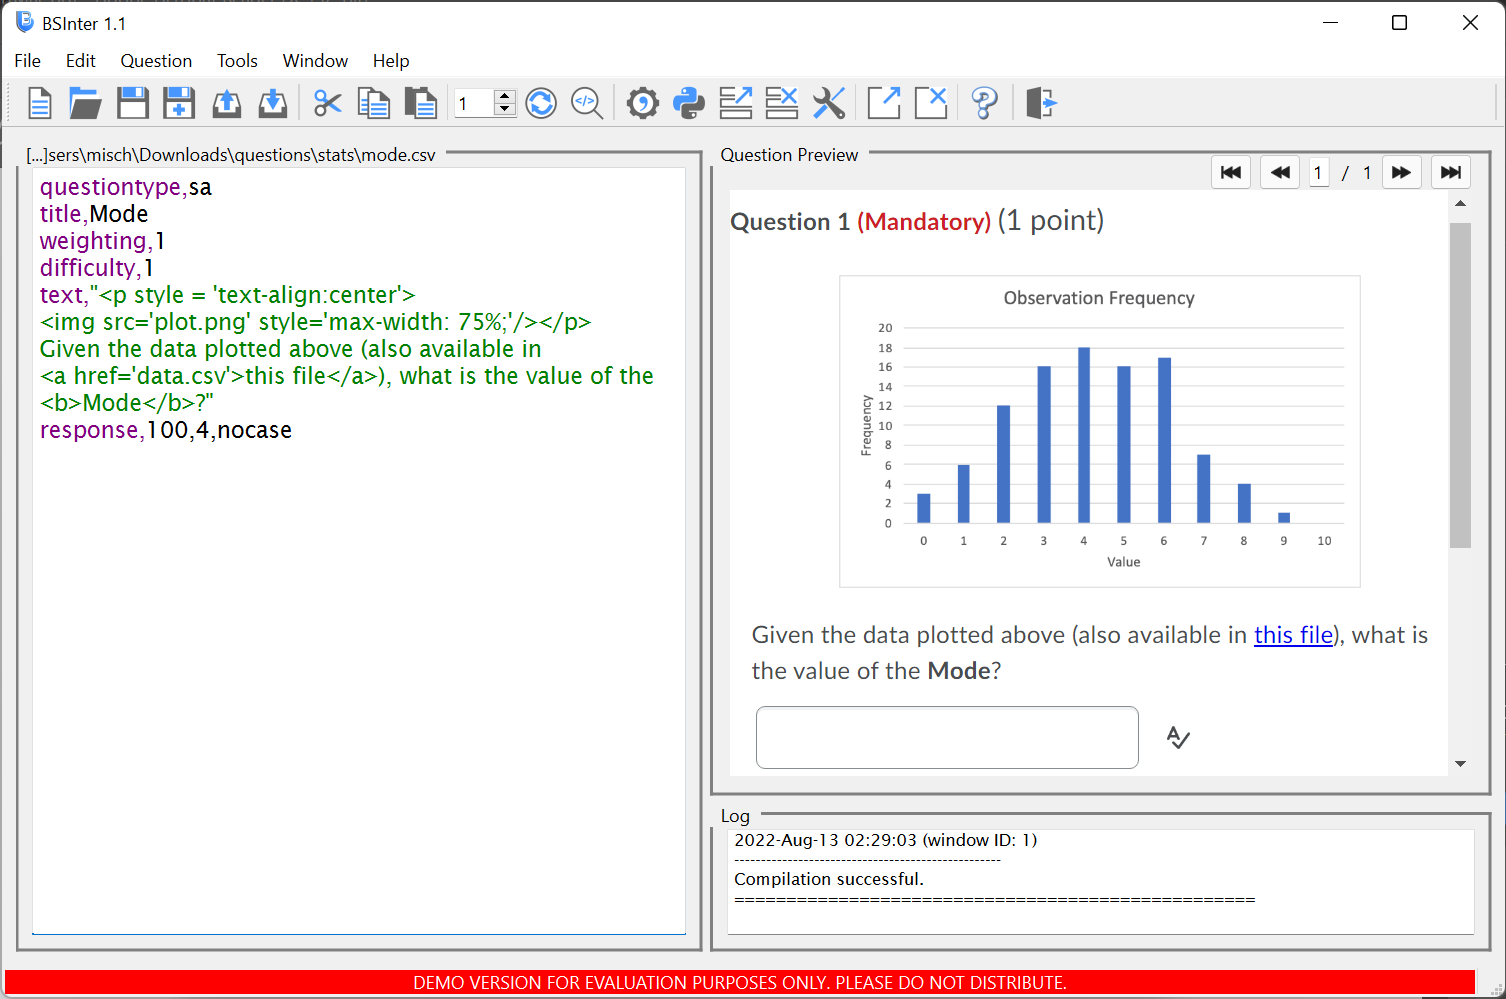 BSInter 1.1
File Edit Question Tools Window Help
1
[...]sers\misch\Downloads\questions\stats\mode.csv
questiontype,sa
title,Mode
weighting,1
difficulty,1
text,"<p style = 'text-align:center'>
<img src='plot.png' style='max-width: 75%;'/></p>
Given the data plotted above (also available in
<a href='data.csv'>this file</a>), what is the value of the
<b>Mode</b>?"
response,100,4,nocase
Question Preview
1 / 1
Question 1 (Mandatory) (1 point)
Observation Frequency
Frequency
20
18
16
14
12
10
8
6
4
2
0
0 1 2 3 4 5 6 7 8 9 10
Value
Given the data plotted above (also available in this file), what is
the value of the Mode?
Log
2022-Aug-13 02:29:03 (window ID: 1)
--------------------------------------------------
Compilation successful.
==================================================
DEMO VERSION FOR EVALUATION PURPOSES ONLY. PLEASE DO NOT DISTRIBUTE.